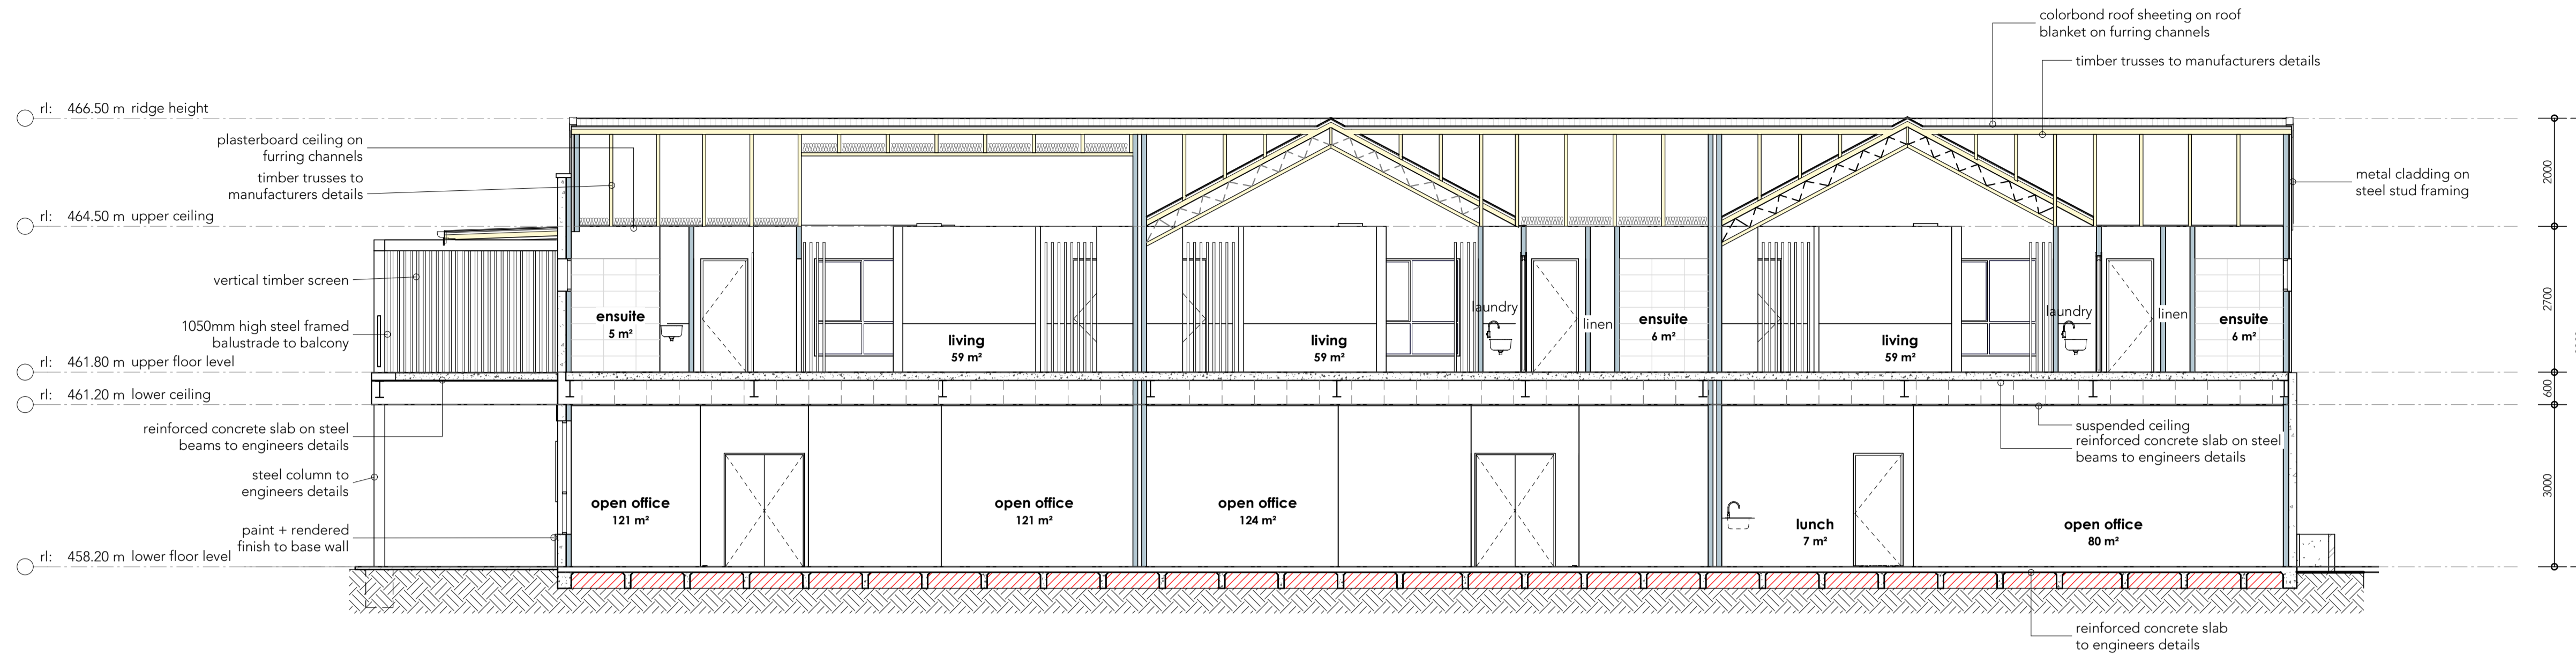 colorbond roof sheeting on roof
blanket on furring channels
timber trusses to manufacturers details
rl: 466.50 m ridge height
plasterboard ceiling on
furring channels
timber trusses to
manufacturers details
metal cladding on
steel stud framing
2000
rl: 464.50 m upper ceiling
vertical timber screen
1050mm high steel framed
balustrade to balcony
ensuite
5 m²
living
59 m²
living
59 m²
laundry
linen
ensuite
6 m²
living
59 m²
laundry
linen
ensuite
6 m²
2700
rl: 461.80 m upper floor level
rl: 461.20 m lower ceiling
600
reinforced concrete slab on steel
beams to engineers details
suspended ceiling
reinforced concrete slab on steel
beams to engineers details
steel column to
engineers details
open office
121 m²
open office
121 m²
open office
124 m²
lunch
7 m²
open office
80 m²
3000
paint + rendered
finish to base wall
rl: 458.20 m lower floor level
reinforced concrete slab
to engineers details